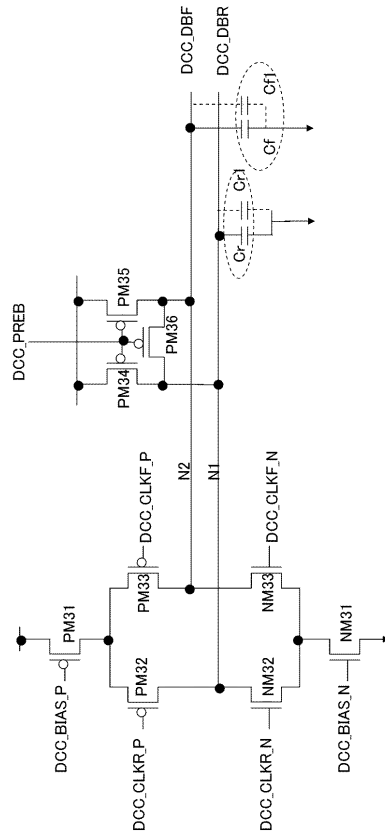 DCC_PREB
PM34
PM35
PM36
DCC_DBF
DCC_DBR
Cr
Cr1
Cf
Cf1
N2
N1
DCC_BIAS_P
PM31
DCC_CLKR_P
PM32
PM33
DCC_CLKF_P
DCC_CLKR_N
NM32
NM33
DCC_CLKF_N
DCC_BIAS_N
NM31